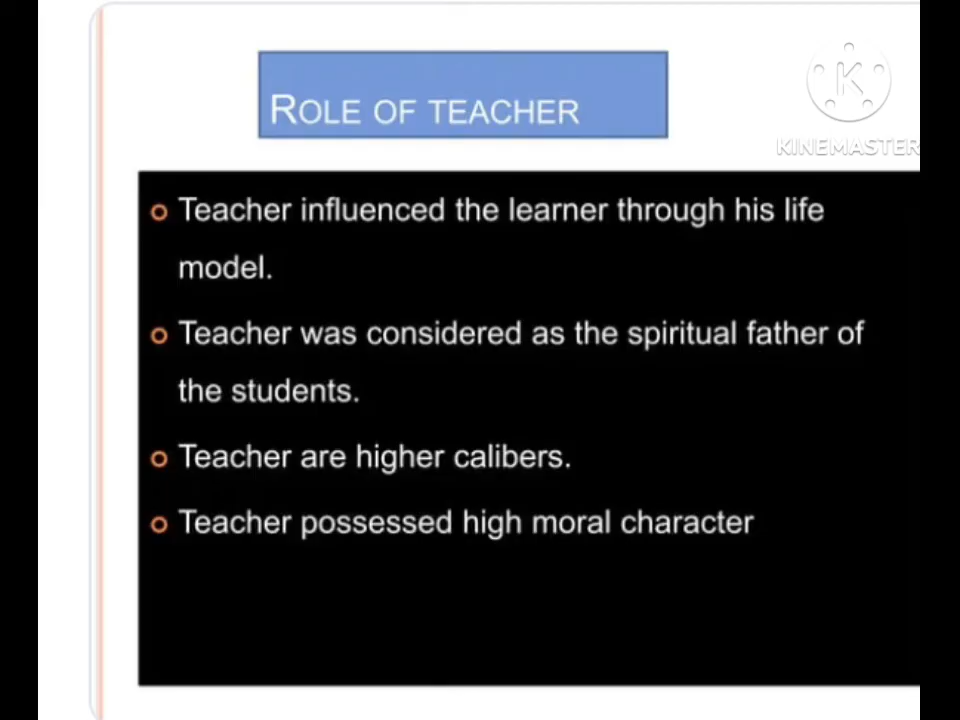 ROLE OF TEACHER
KINEMASTER
Teacher influenced the learner through his life
model.
Teacher was considered as the spiritual father of
the students.
Teacher are higher calibers.
Teacher possessed high moral character